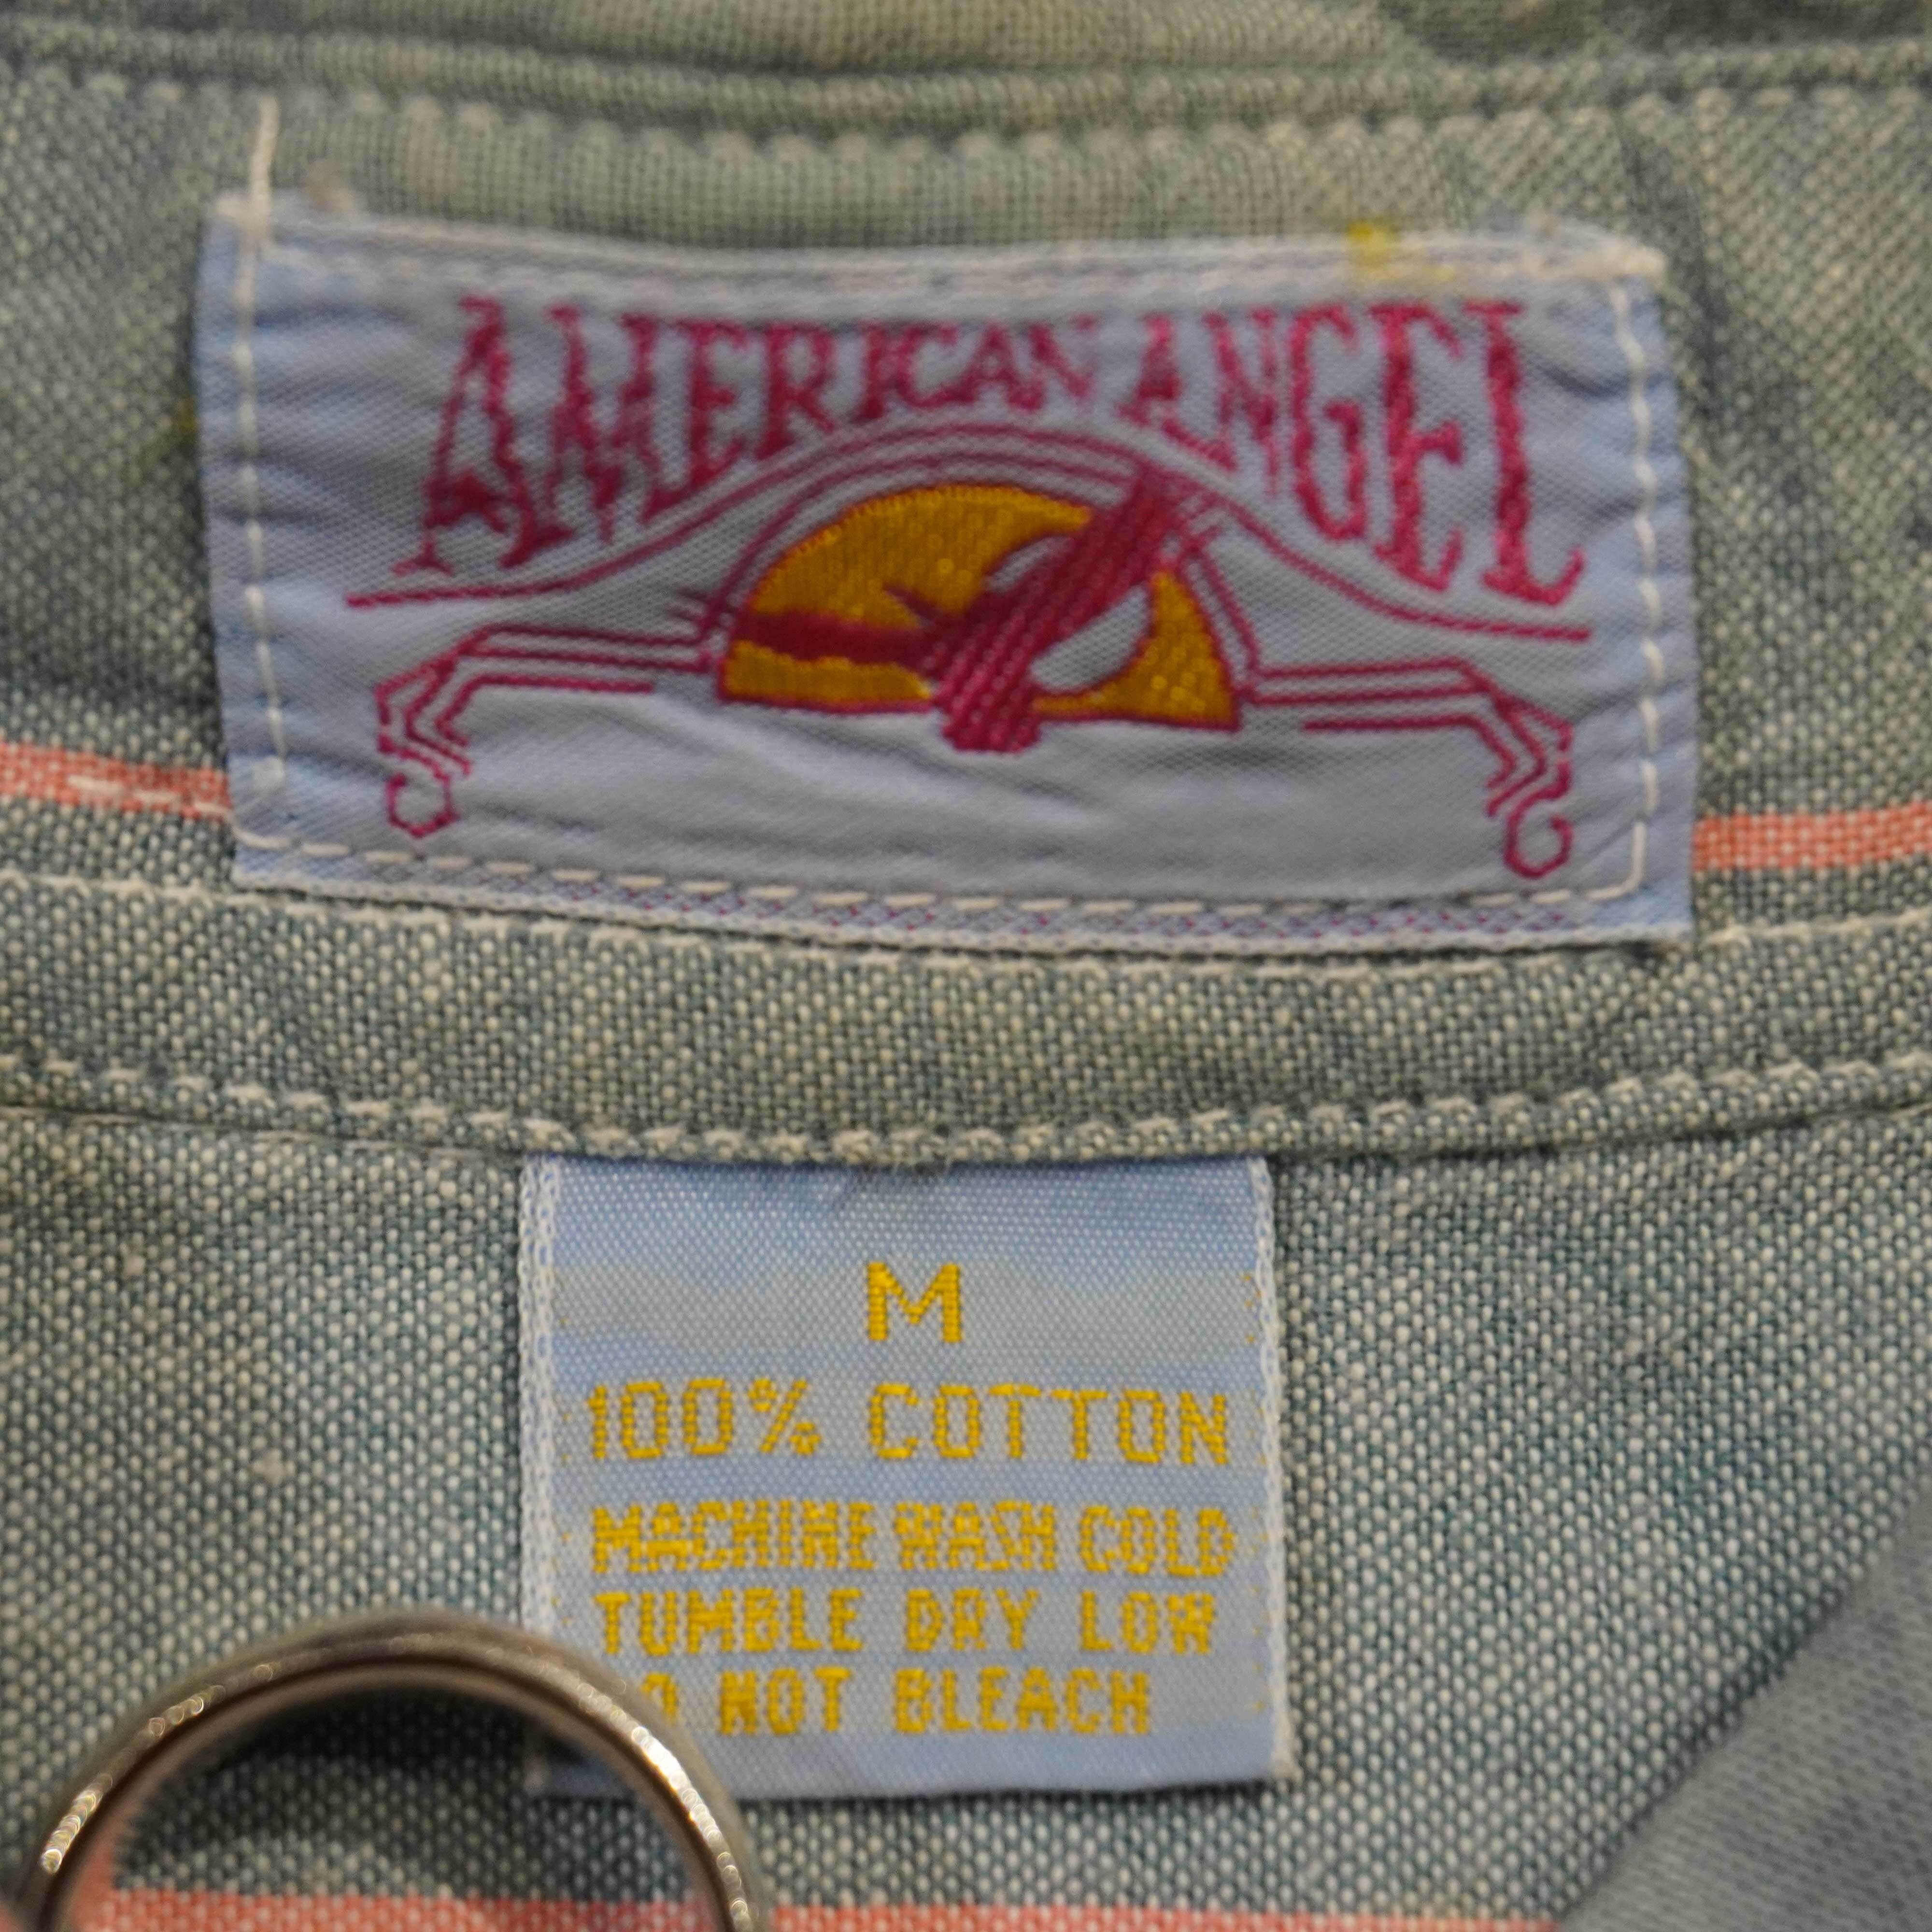 AMERICAN ANGEL
M
100% COTTON
MACHINE WASH COLD
TUMBLE DRY LOW
O NOT BLEACH